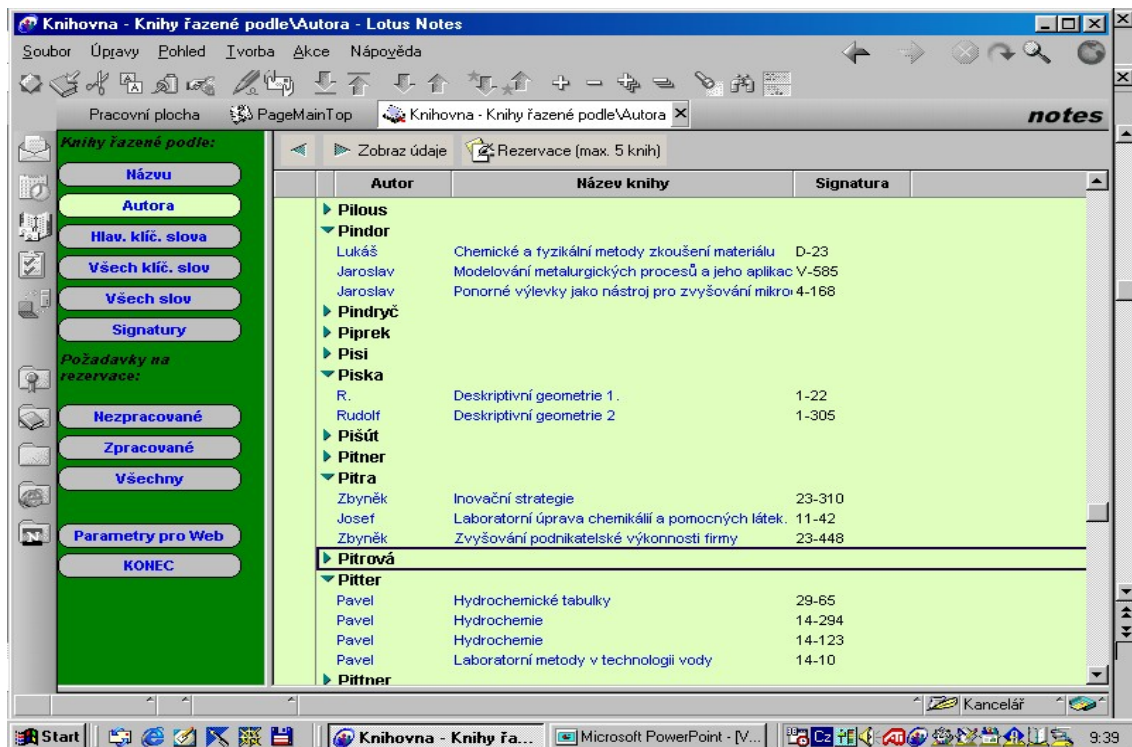 Knihovna - Knihy řazené podle\Autora - Lotus Notes
Soubor Úpravy Pohled Tvorba Akce Nápověda
Pracovní plocha PageMainTop Knihovna - Knihy řazené podle\Autora notes
Knihy řazené podle:
Názvu
Autora
Hlav. klíč. slova
Všech klíč. slov
Všech slov
Signatury
Požadavky na
rezervace:
Nezpracované
Zpracované
Všechny
Parametry pro Web
KONEC
Zobraz údaje Rezervace (max. 5 knih)
Autor Název knihy Signatura
Pilous
Pindor
Lukáš Chemické a fyzikální metody zkoušení materiálu D-23
Jaroslav Modelování metalurgických procesů a jeho aplikac V-585
Jaroslav Ponorné výlevky jako nástroj pro zvyšování mikro 4-168
Pindryč
Piprek
Pisi
Piska
R. Deskriptivní geometrie 1. 1-22
Rudolf Deskriptivní geometrie 2 1-305
Pišút
Pitner
Pitra
Zbyněk Inovační strategie 23-310
Josef Laboratorní úprava chemikálií a pomocných látek. 11-42
Zbyněk Zvyšování podnikatelské výkonnosti firmy 23-448
Pitrová
Pitter
Pavel Hydrochemické tabulky 29-65
Pavel Hydrochemie 14-294
Pavel Hydrochemie 14-123
Pavel Laboratorní metody v technologii vody 14-10
Pittner
Kancelář
Start Knihovna - Knihy řa... Microsoft PowerPoint - [V... Cz 9:39